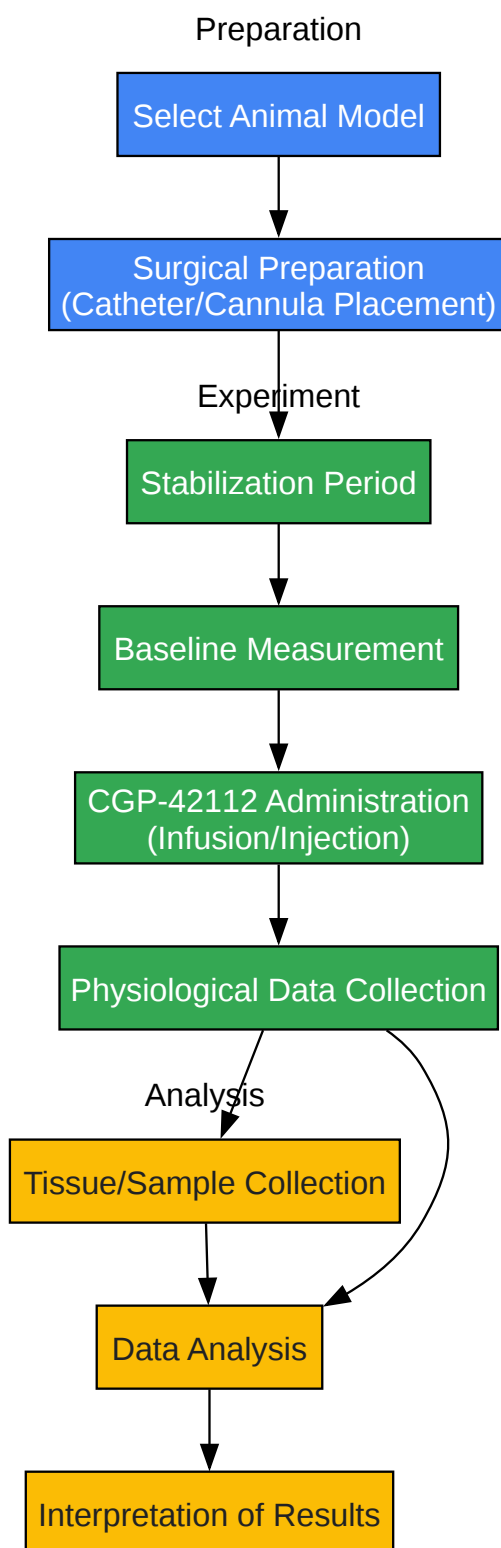 Preparation
Select Animal Model
Surgical Preparation
(Catheter/Cannula Placement)
Experiment
Stabilization Period
Baseline Measurement
CGP-42112 Administration
(Infusion/Injection)
Physiological Data Collection
Analysis
Tissue/Sample Collection
Data Analysis
Interpretation of Results